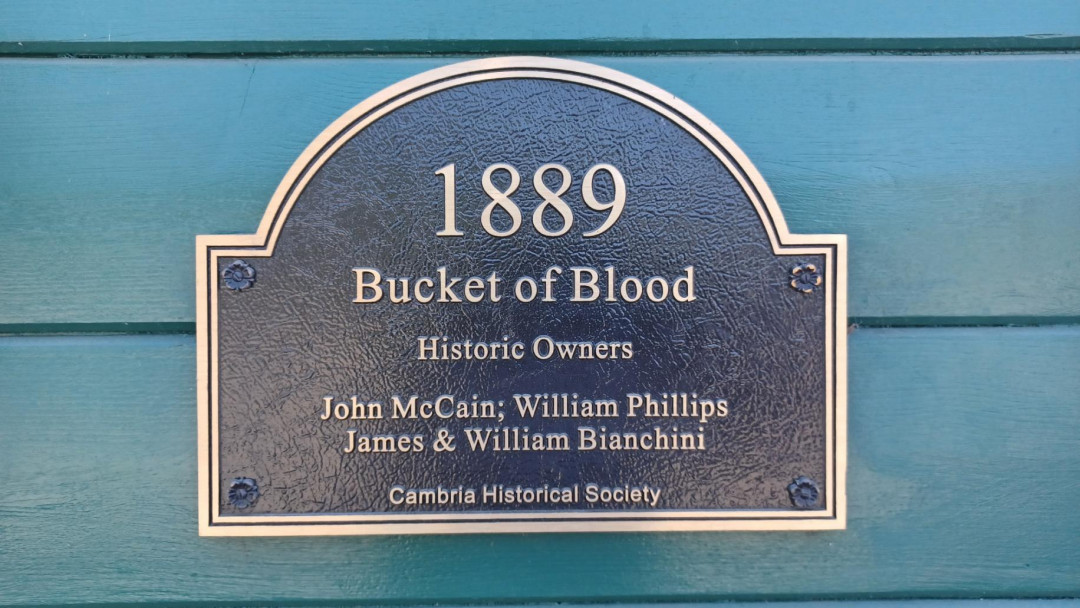 1889
Bucket of Blood
Historic Owners
John McCain; William Phillips
James & William Bianchini
Cambria Historical Society